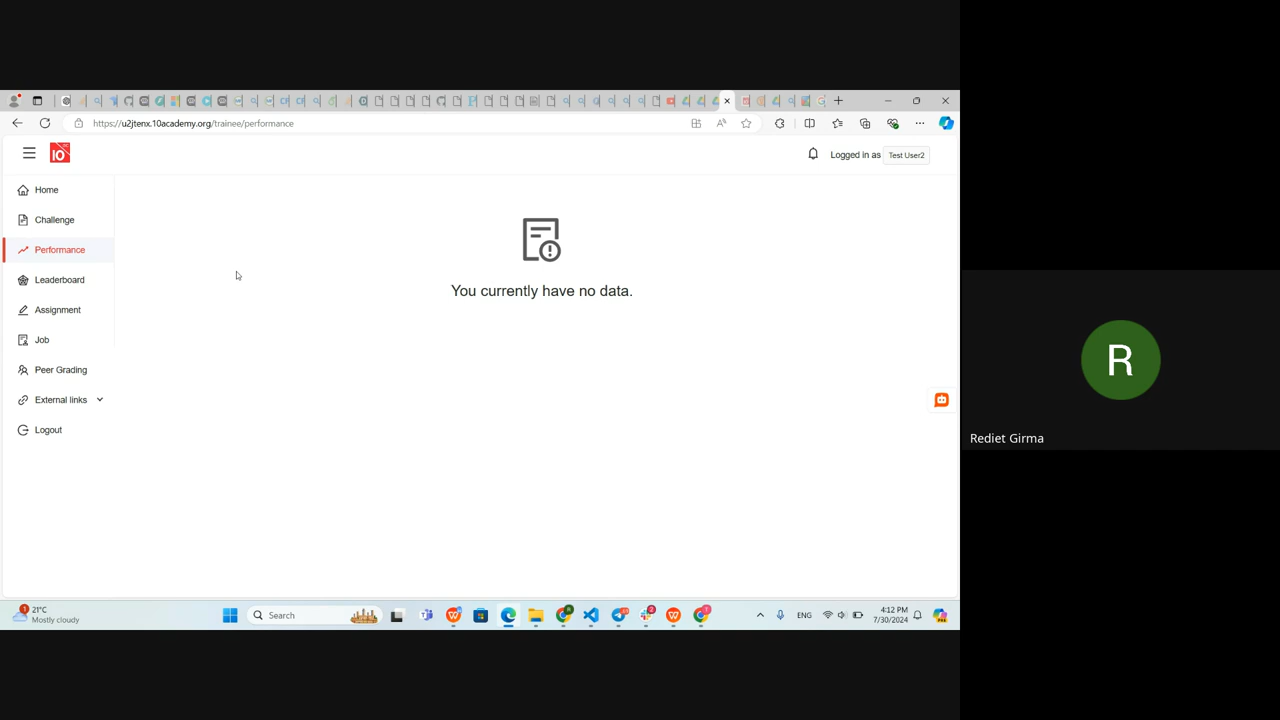 https://u2jtenx.10academy.org/trainee/performance
10
Logged in as Test User2
Home
Challenge
Performance
Leaderboard
Assignment
Job
Peer Grading
External links
Logout
You currently have no data.
R
Rediet Girma
1
21°C
Mostly cloudy
Search
ENG
4:12 PM
7/30/2024